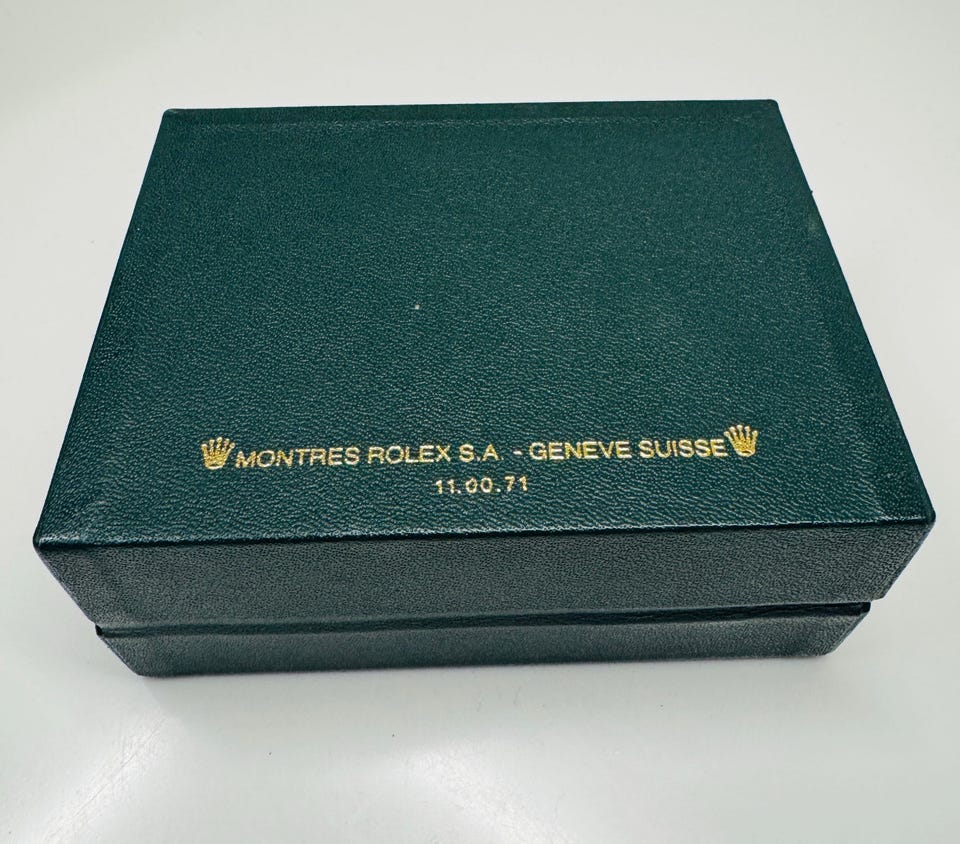 MONTRES ROLEX S.A - GENEVE SUISSE
11.00.71